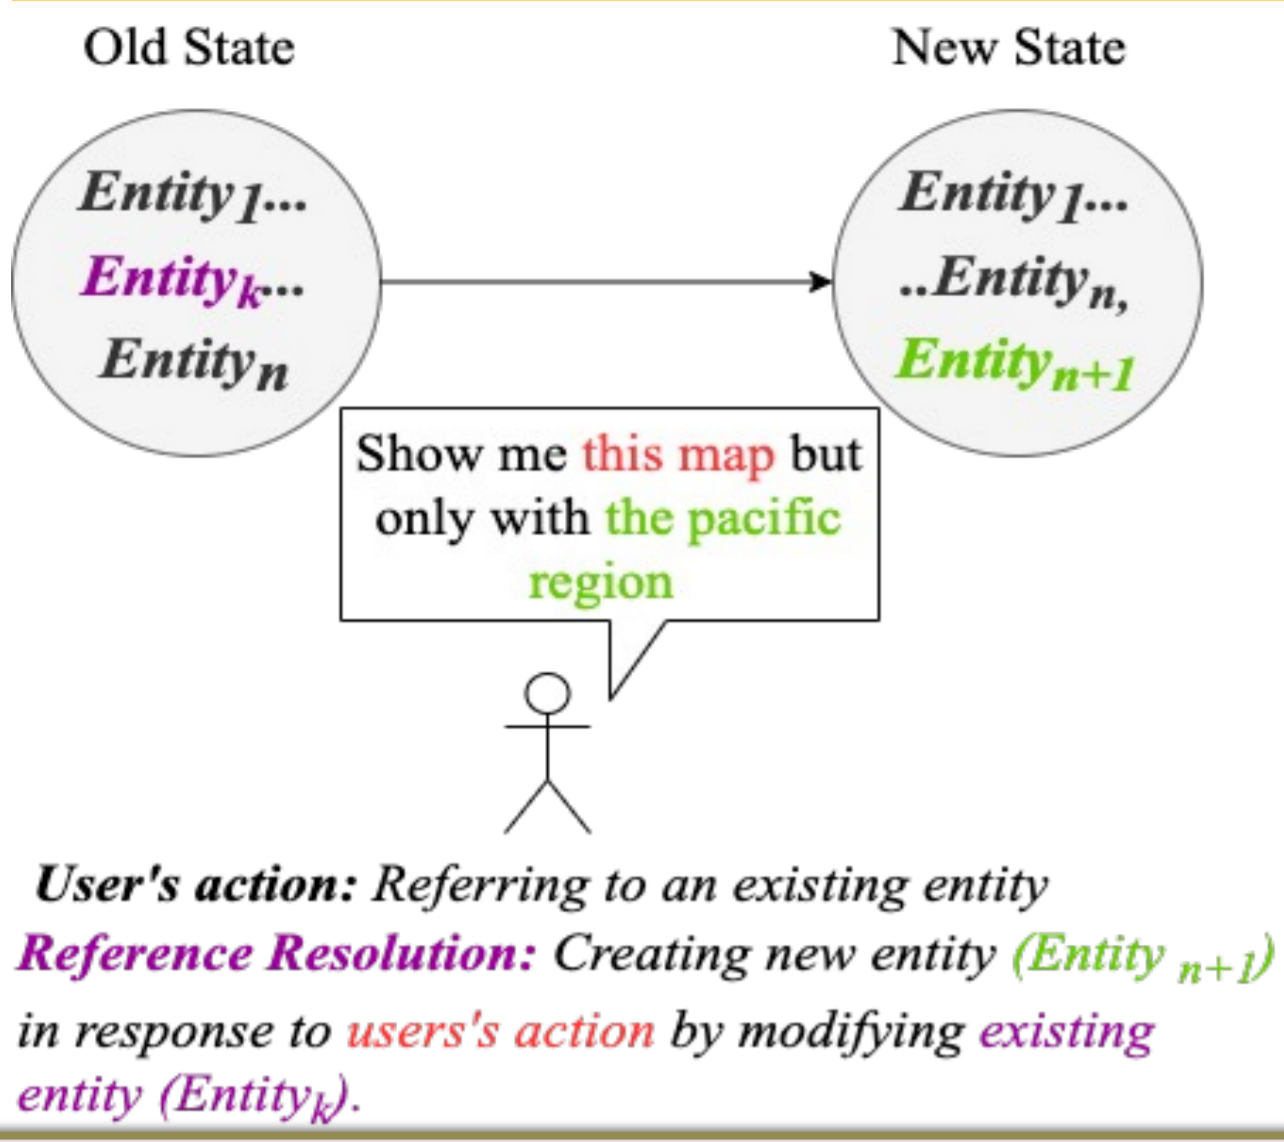 Old State
New State
Entity1...
Entityk...
Entityn
Entity1...
..Entityn,
Entityn+1
Show me this map but
only with the pacific
region
User's action: Referring to an existing entity
Reference Resolution: Creating new entity (Entity n+1)
in response to users's action by modifying existing
entity (Entityk).